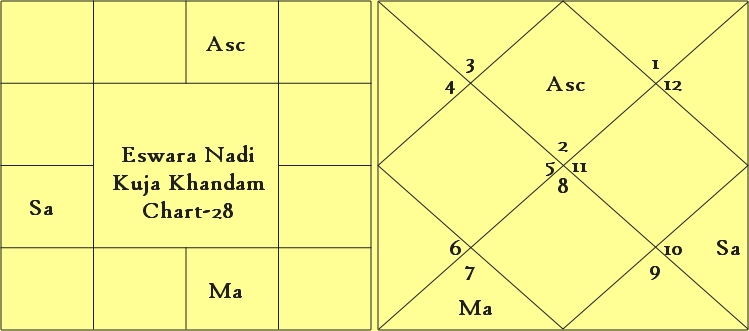 Asc
Eswara Nadi
Kuja Khandam
Chart-28
Sa
Ma
3
1
4
Asc
12
2
5
11
8
6
10
Sa
7
9
Ma